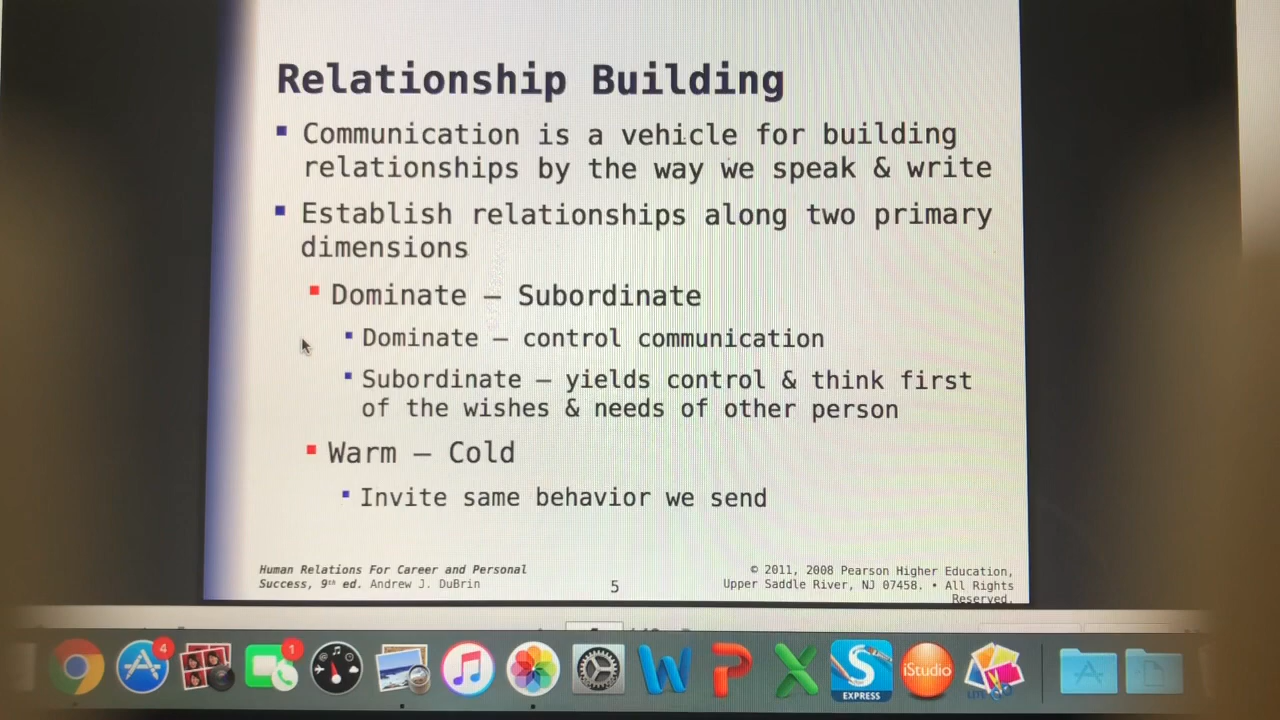 Relationship Building
Communication is a vehicle for building
relationships by the way we speak & write
Establish relationships along two primary
dimensions
Dominate – Subordinate
Dominate – control communication
Subordinate – yields control & think first
of the wishes & needs of other person
Warm – Cold
Invite same behavior we send
Human Relations For Career and Personal
Success, 9th ed. Andrew J. DuBrin
5
© 2011, 2008 Pearson Higher Education,
Upper Saddle River, NJ 07458. • All Rights
Reserved.
4
1
EXPRESS
iStudio